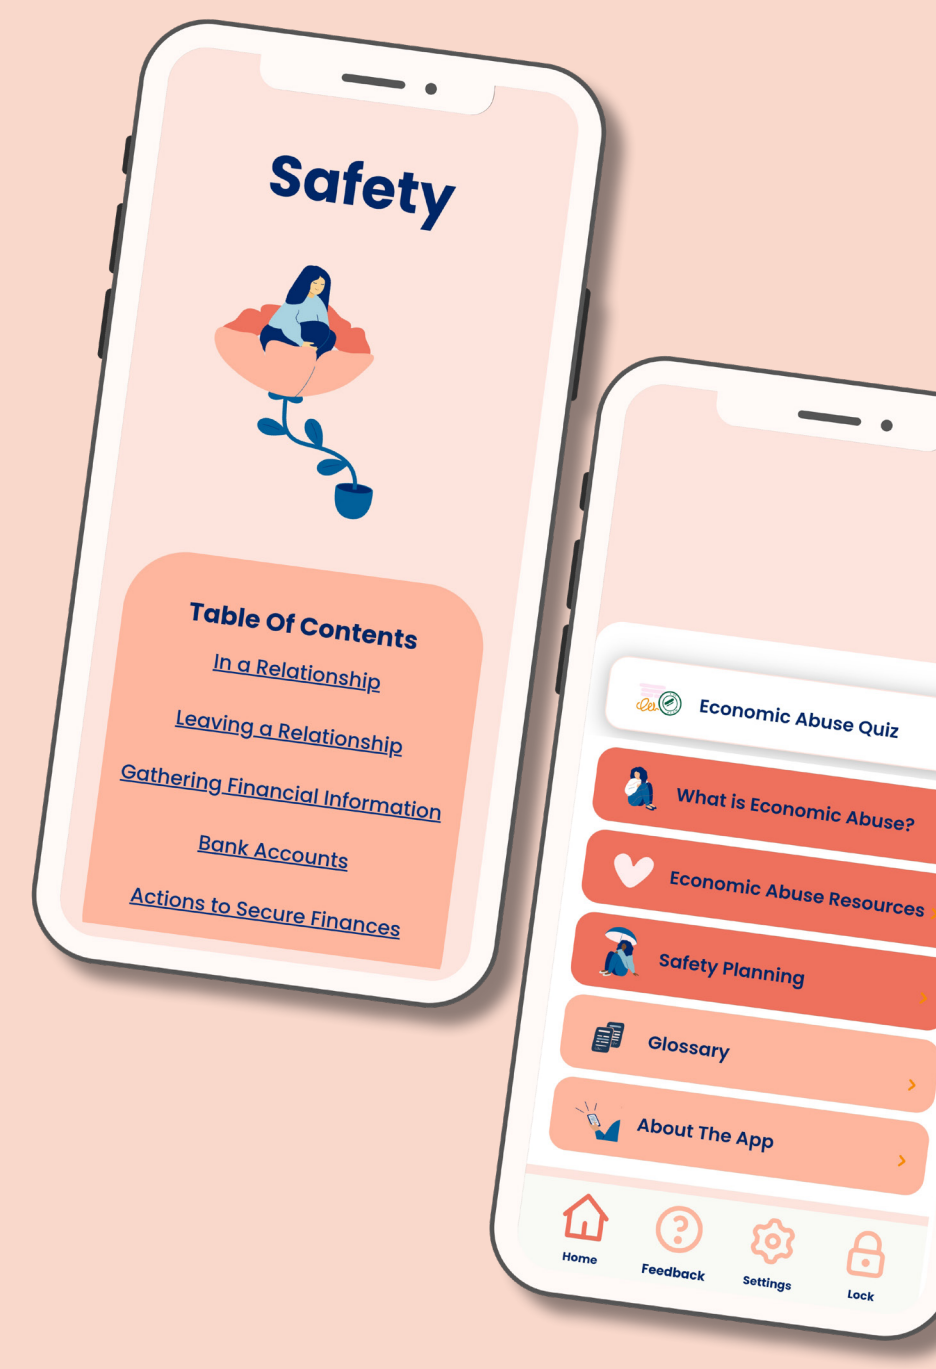 Safety
Table Of Contents
In a Relationship
Leaving a Relationship
Gathering Financial Information
Bank Accounts
Actions to Secure Finances
Economic Abuse Quiz
What is Economic Abuse?
Economic Abuse Resources
Safety Planning
Glossary
About The App
Home
Feedback
Settings
Lock